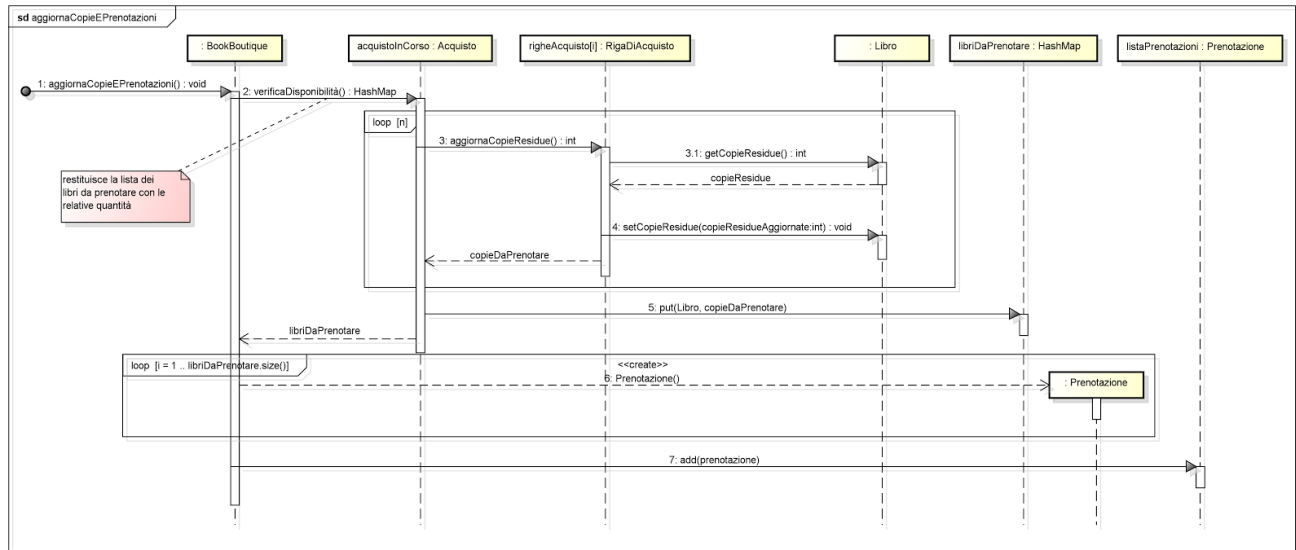 sd aggiornaCopieEPrenotazioni
: BookBoutique
acquistoInCorso : Acquisto
righeAcquisto[i] : RigaDiAcquisto
: Libro
libriDaPrenotare : HashMap
listaPrenotazioni : Prenotazione
1: aggiornaCopieEPrenotazioni() : void
2: verificaDisponibilità() : HashMap
loop [n]
3: aggiornaCopieResidue() : int
3.1: getCopieResidue() : int
copieResidue
restituisce la lista dei
libri da prenotare con le
relative quantità
4: setCopieResidue(copieResidueAggiornate:int) : void
copieDaPrenotare
5: put(Libro, copieDaPrenotare)
libriDaPrenotare
loop [i = 1 .. libriDaPrenotare.size()]
<<create>>
6: Prenotazione()
: Prenotazione
7: add(prenotazione)